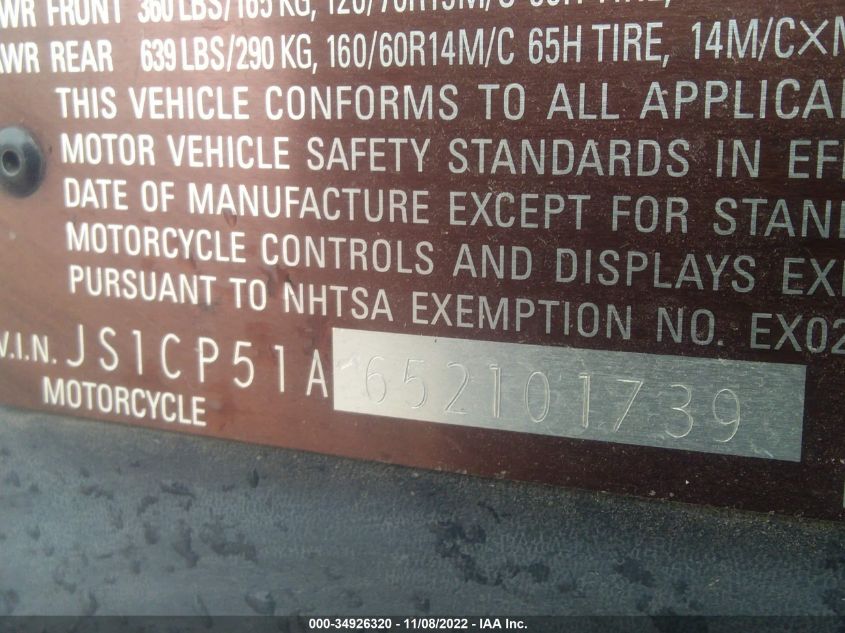 WR FRONT 360 LBS/165 KG,
WR REAR 639 LBS/290 KG, 160/60R14M/C 65H TIRE, 14M/C×M
THIS VEHICLE CONFORMS TO ALL APPLICA
MOTOR VEHICLE SAFETY STANDARDS IN EF
DATE OF MANUFACTURE EXCEPT FOR STAN
MOTORCYCLE CONTROLS AND DISPLAYS EX
PURSUANT TO NHTSA EXEMPTION NO. EX02
V.I.N. JS1CP51A652101739
MOTORCYCLE
000-34926320 - 11/08/2022 - IAA Inc.